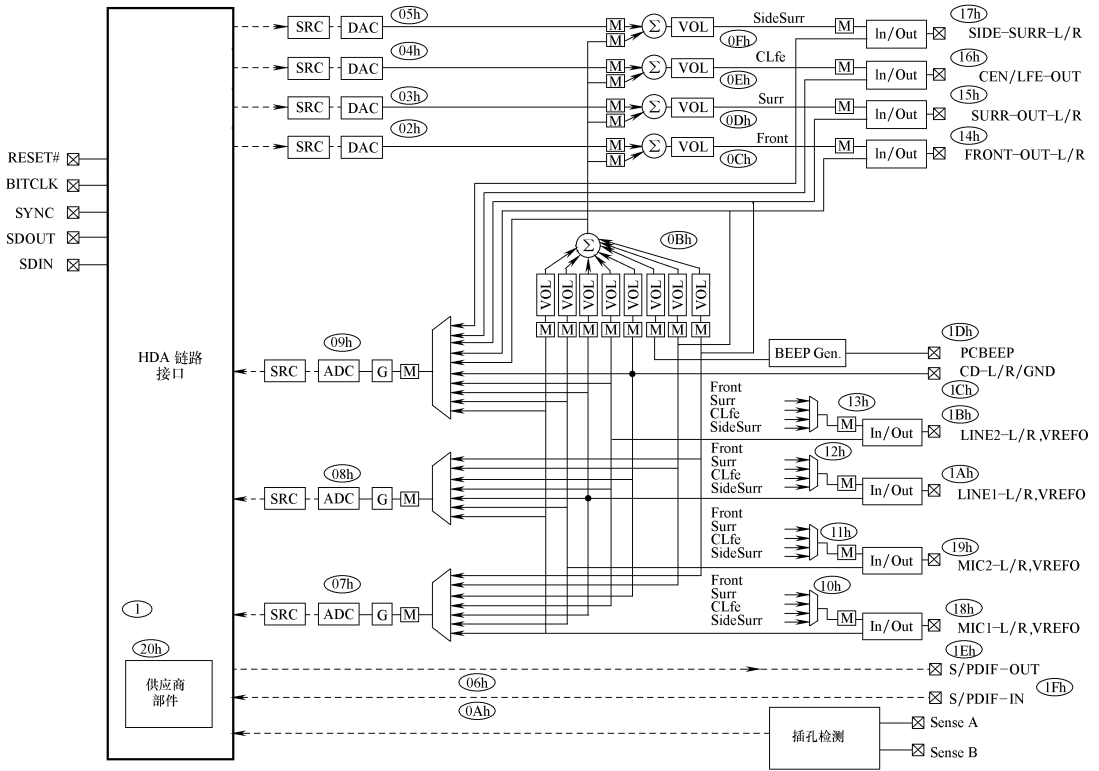 05h
SRC DAC M Σ VOL SideSurr M In/Out 17h SIDE-SURR-L/R
M 0Fh
04h
SRC DAC M Σ VOL CLfe M In/Out 16h CEN/LFE-OUT
M 0Eh
03h
SRC DAC M Σ VOL Surr M In/Out 15h SURR-OUT-L/R
M 0Dh
02h
SRC DAC M Σ VOL Front M In/Out 14h FRONT-OUT-L/R
M 0Ch
RESET#
BITCLK
SYNC
SDOUT
SDIN
Σ 0Bh
VOL VOL VOL VOL VOL VOL VOL VOL
M M M M M M M M
HDA 链路
接口
09h
SRC ADC G M
BEEP Gen. 1Dh PCBEEP
CD-L/R/GND
1Ch
Front
Surr
CLfe
SideSurr
13h
M In/Out 1Bh LINE2-L/R,VREFO
08h
SRC ADC G M
Front
Surr
CLfe
SideSurr
12h
M In/Out 1Ah LINE1-L/R,VREFO
Front
Surr
CLfe
SideSurr
11h
M In/Out 19h MIC2-L/R,VREFO
07h
SRC ADC G M
Front
Surr
CLfe
SideSurr
10h
M In/Out 18h MIC1-L/R,VREFO
1
20h
供应商
部件
1Eh
S/PDIF-OUT
06h
1Fh
S/PDIF-IN
0Ah
插孔检测
Sense A
Sense B